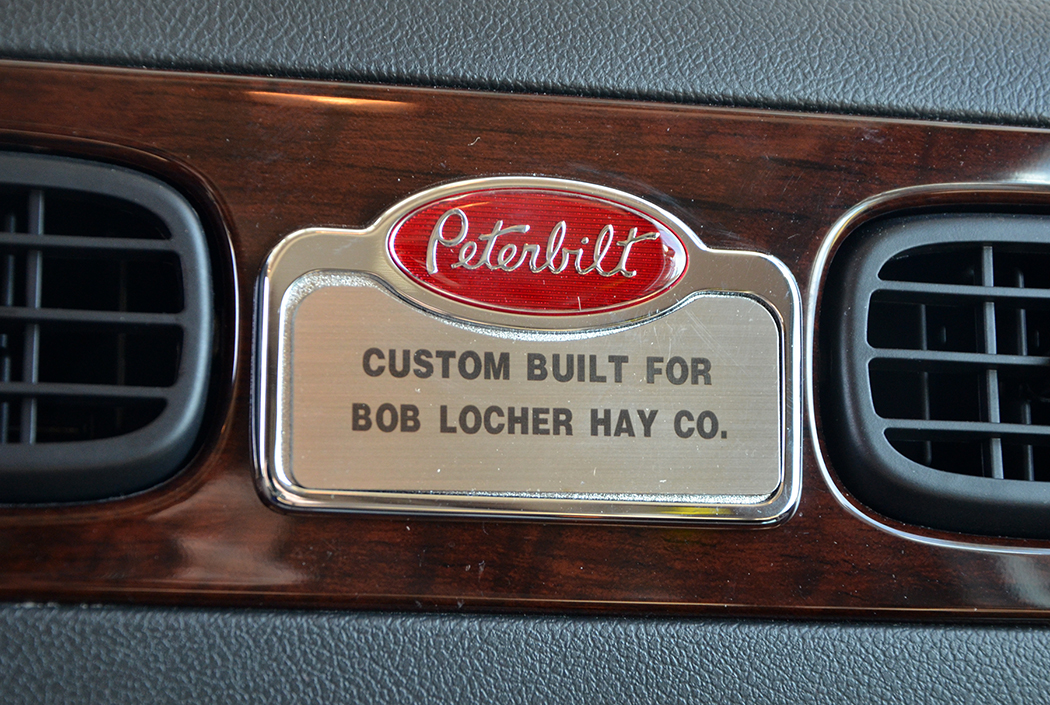 Peterbilt
CUSTOM BUILT FOR
BOB LOCHER HAY CO.